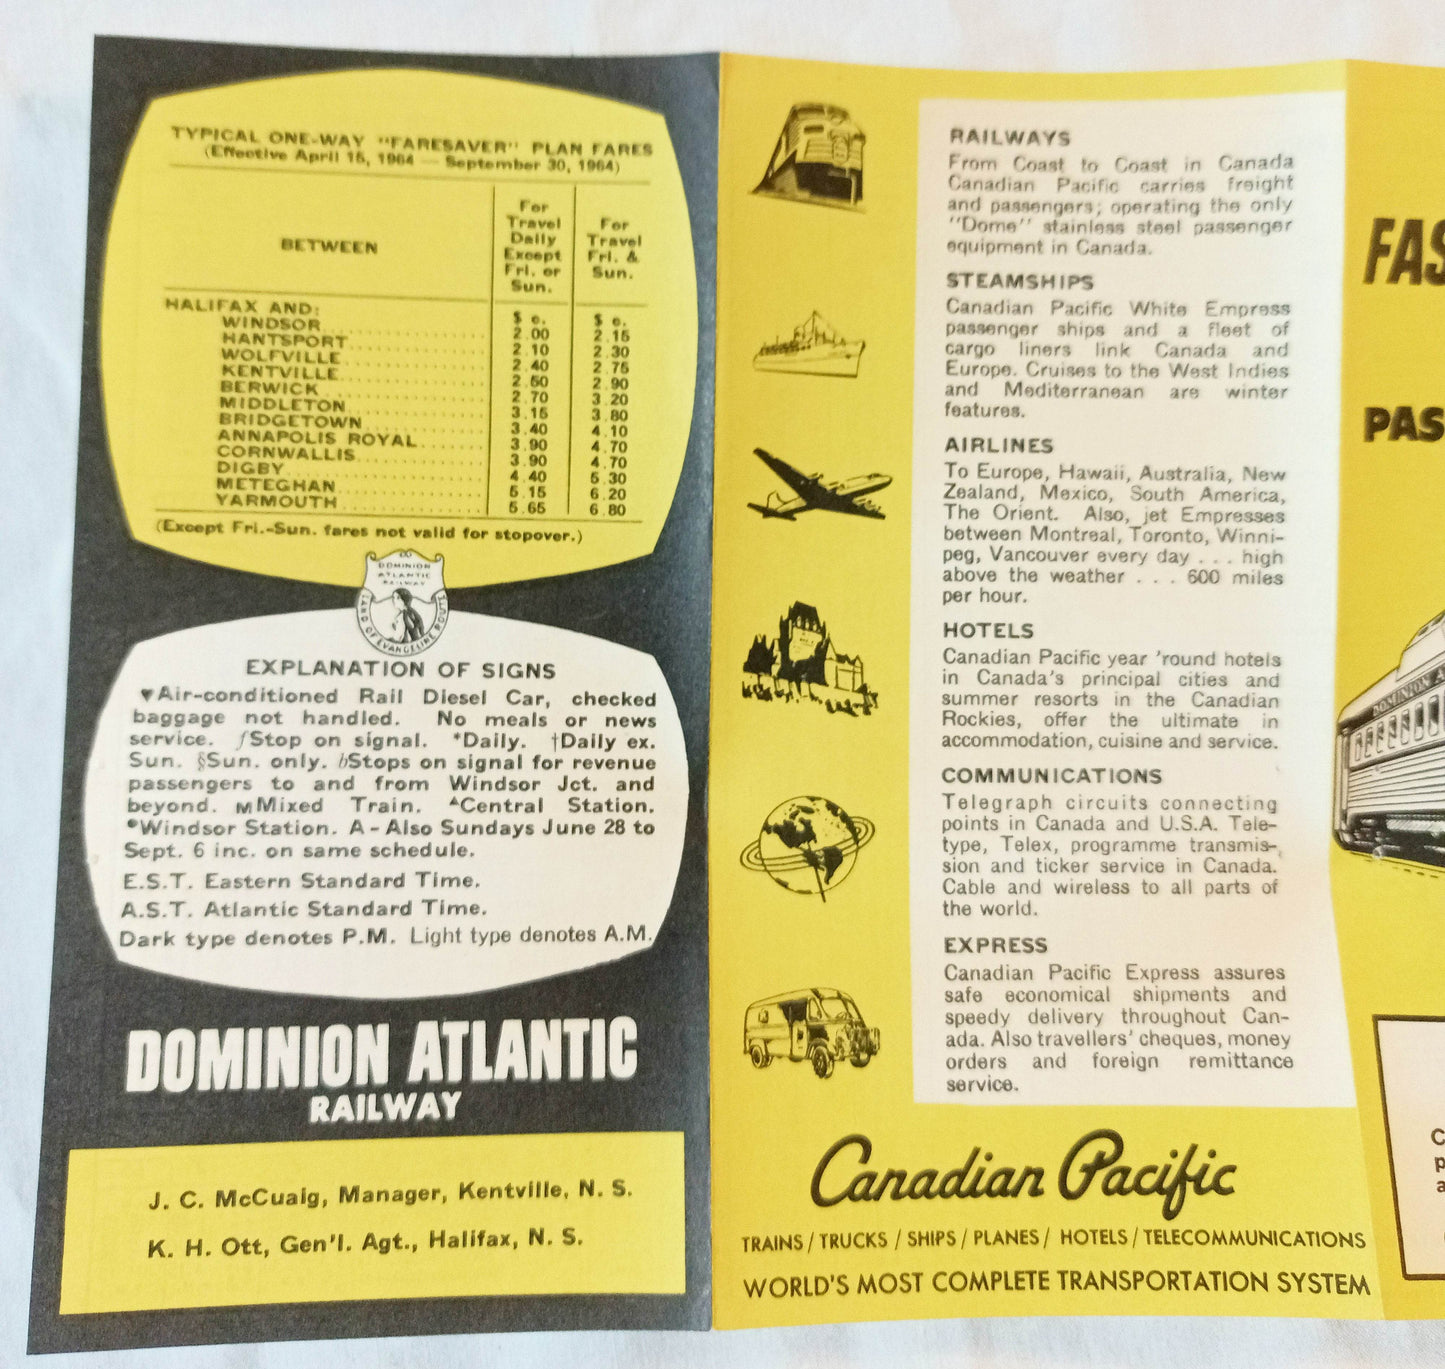 TYPICAL ONE-WAY "FARESAVER" PLAN FARES
(Effective April 15, 1964 — September 30, 1964)
BETWEEN
For Travel Daily Except Fri. or Sun.
For Travel Fri. & Sun.
HALIFAX AND:
$ c. $ c.
WINDSOR 2.00 2.15
HANTSPORT 2.10 2.30
WOLFVILLE 2.40 2.75
KENTVILLE 2.50 2.90
BERWICK 2.70 3.20
MIDDLETON 3.15 3.80
BRIDGETOWN 3.40 4.10
ANNAPOLIS ROYAL 3.90 4.70
CORNWALLIS 3.90 4.70
DIGBY 4.40 5.30
METEGHAN 5.15 6.20
YARMOUTH 5.65 6.80
(Except Fri.-Sun. fares not valid for stopover.)
DOMINION
ATLANTIC
RAILWAY
LAND OF EVANGELINE ROUTE
EXPLANATION OF SIGNS
▼Air-conditioned Rail Diesel Car, checked
baggage not handled. No meals or news
service. fStop on signal. *Daily. †Daily ex.
Sun. §Sun. only. bStops on signal for revenue
passengers to and from Windsor Jct. and
beyond. MMixed Train. ▲Central Station.
●Windsor Station. A - Also Sundays June 28 to
Sept. 6 inc. on same schedule.
E.S.T. Eastern Standard Time.
A.S.T. Atlantic Standard Time.
Dark type denotes P.M. Light type denotes A.M.
DOMINION ATLANTIC
RAILWAY
J. C. McCuaig, Manager, Kentville, N. S.
K. H. Ott, Gen'l. Agt., Halifax, N. S.
RAILWAYS
From Coast to Coast in Canada
Canadian Pacific carries freight
and passengers; operating the only
"Dome" stainless steel passenger
equipment in Canada.
STEAMSHIPS
Canadian Pacific White Empress
passenger ships and a fleet of
cargo liners link Canada and
Europe. Cruises to the West Indies
and Mediterranean are winter
features.
AIRLINES
To Europe, Hawaii, Australia, New
Zealand, Mexico, South America,
The Orient. Also, jet Empresses
between Montreal, Toronto, Winni-
peg, Vancouver every day . . . high
above the weather . . . 600 miles
per hour.
HOTELS
Canadian Pacific year 'round hotels
in Canada's principal cities and
summer resorts in the Canadian
Rockies, offer the ultimate in
accommodation, cuisine and service.
COMMUNICATIONS
Telegraph circuits connecting
points in Canada and U.S.A. Tele-
type, Telex, programme transmis-
sion and ticker service in Canada.
Cable and wireless to all parts of
the world.
EXPRESS
Canadian Pacific Express assures
safe economical shipments and
speedy delivery throughout Can-
ada. Also travellers' cheques, money
orders and foreign remittance
service.
Canadian Pacific
TRAINS / TRUCKS / SHIPS / PLANES / HOTELS / TELECOMMUNICATIONS
WORLD'S MOST COMPLETE TRANSPORTATION SYSTEM
FAS
PAS
DOMINION A